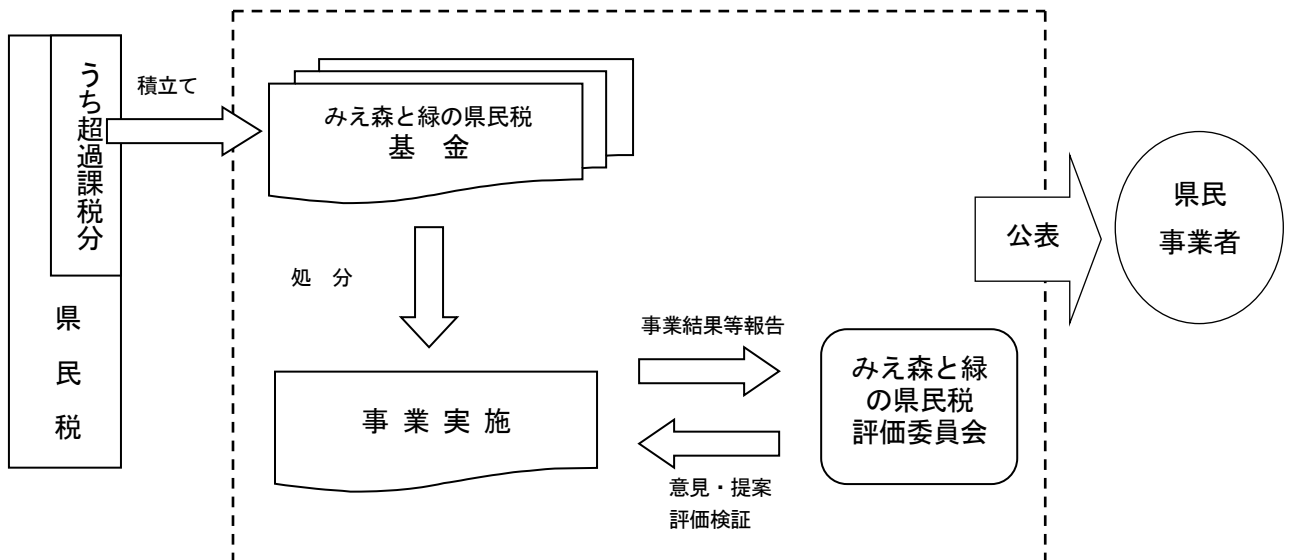 うち超過課税分
県民税
積立て
みえ森と緑の県民税
基　金
処　分
事 業 実 施
事業結果等報告
意見・提案
評価検証
みえ森と緑
の県民税
評価委員会
公表
県民
事業者